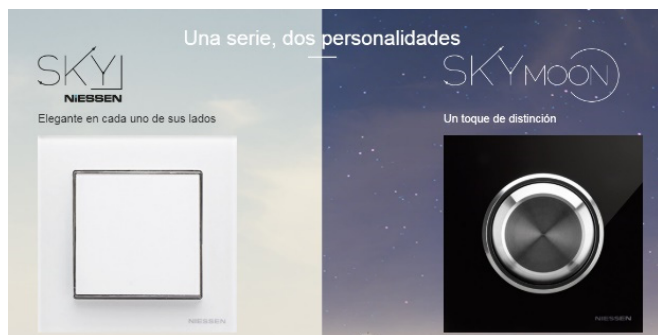 Una serie, dos personalidades
SKY
NIESSEN
Elegante en cada uno de sus lados
NIESSEN
SKYMOON
Un toque de distinción
NIESSEN